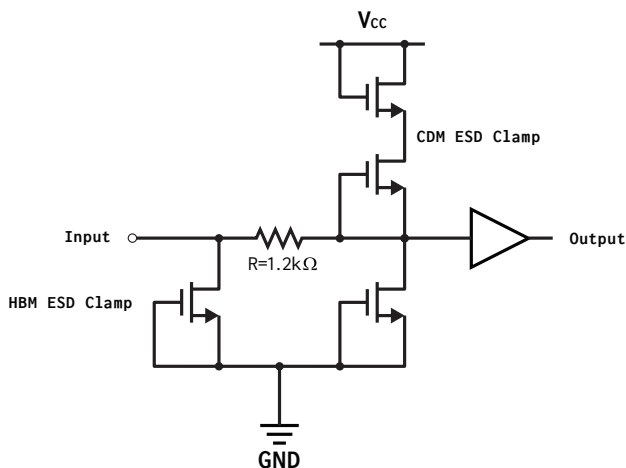 Vcc
CDM ESD Clamp
Input
Output
R=1.2kΩ
HBM ESD Clamp
GND